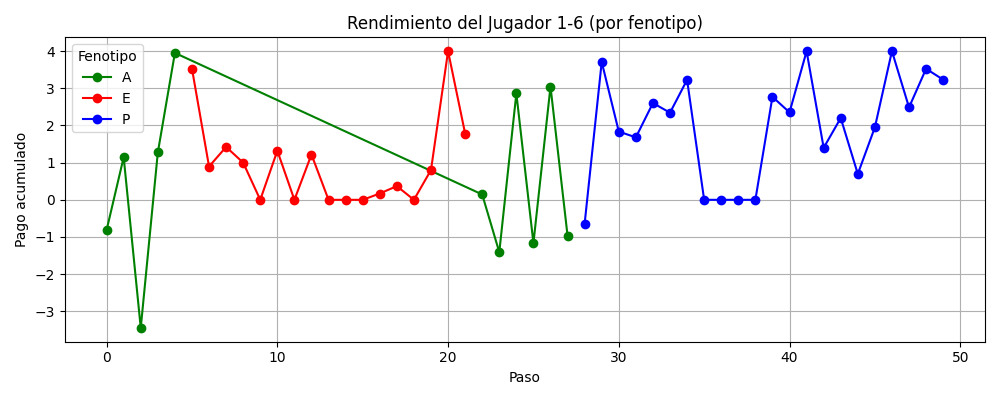 Rendimiento del Jugador 1-6 (por fenotipo)
Pago acumulado
4
3
2
1
0
−1
−2
−3
Fenotipo
A
E
P
0 10 20 30 40 50
Paso